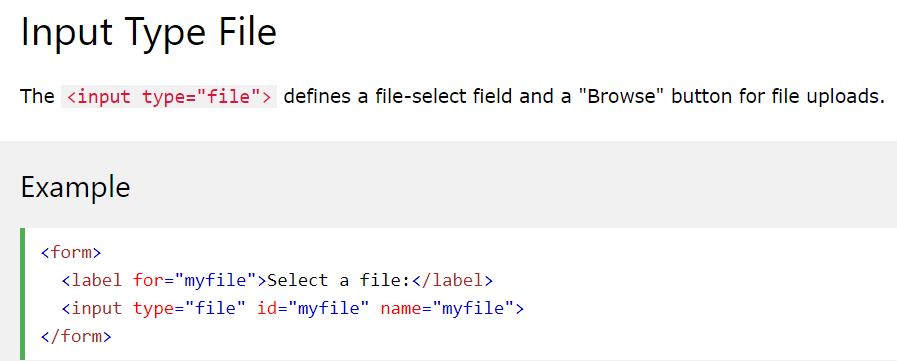 Input Type File
The <input type="file"> defines a file-select field and a "Browse" button for file uploads.
Example
<form>
<label for="myfile">Select a file:</label>
<input type="file" id="myfile" name="myfile">
</form>